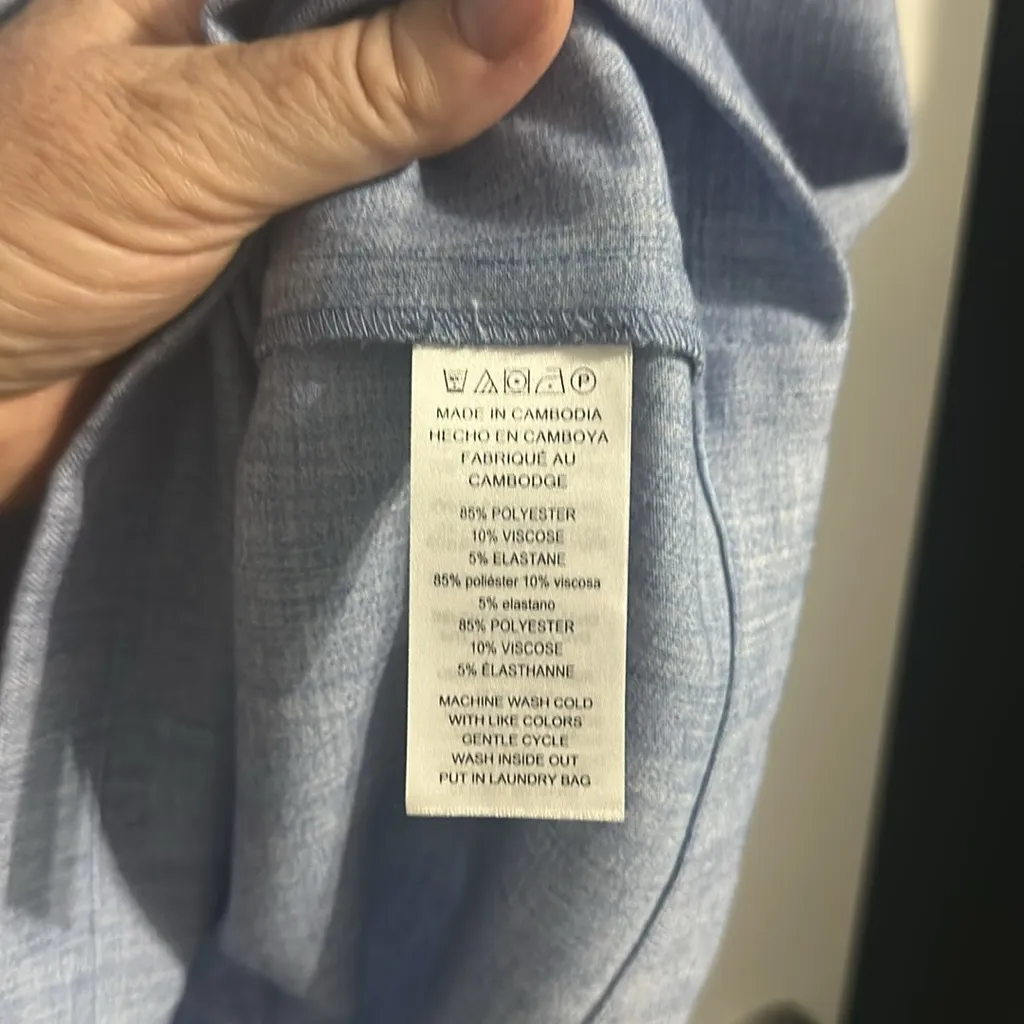 MADE IN CAMBODIA
HECHO EN CAMBOYA
FABRIQUÉ AU
CAMBODGE
85% POLYESTER
10% VISCOSE
5% ELASTANE
85% poliéster 10% viscosa
5% elastano
85% POLYESTER
10% VISCOSE
5% ÉLASTHANNE
MACHINE WASH COLD
WITH LIKE COLORS
GENTLE CYCLE
WASH INSIDE OUT
PUT IN LAUNDRY BAG